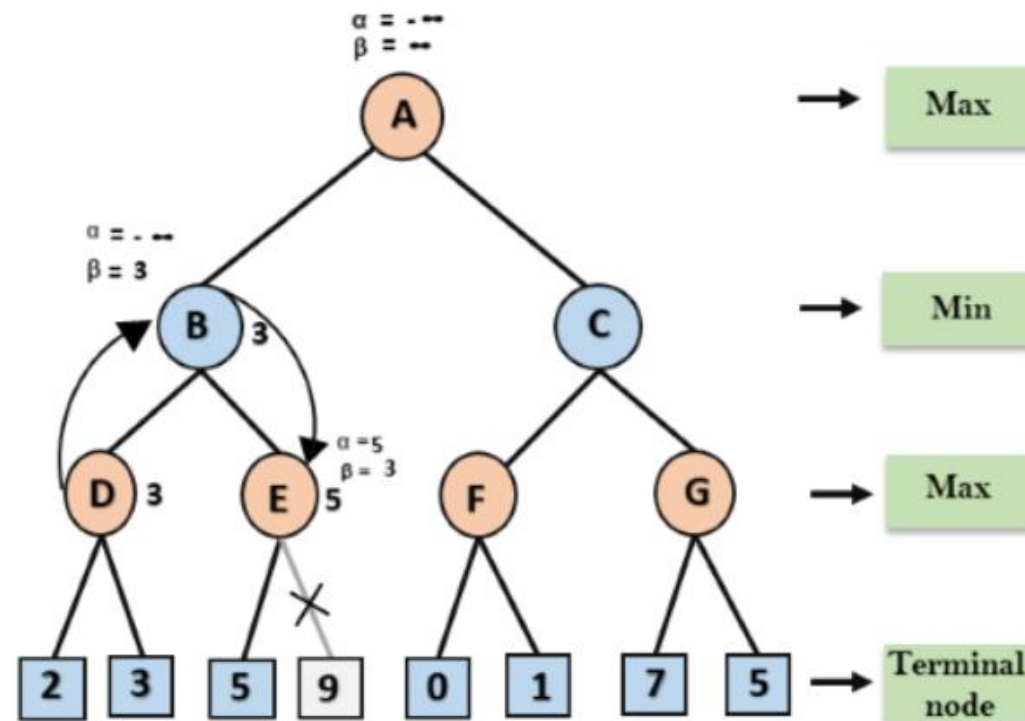 α = - ∞
β = ∞
A
Max
α = - ∞
β = 3
B
3
C
Min
α = 5
β = 3
D
3
E
5
F
G
Max
2
3
5
9
0
1
7
5
Terminal
node